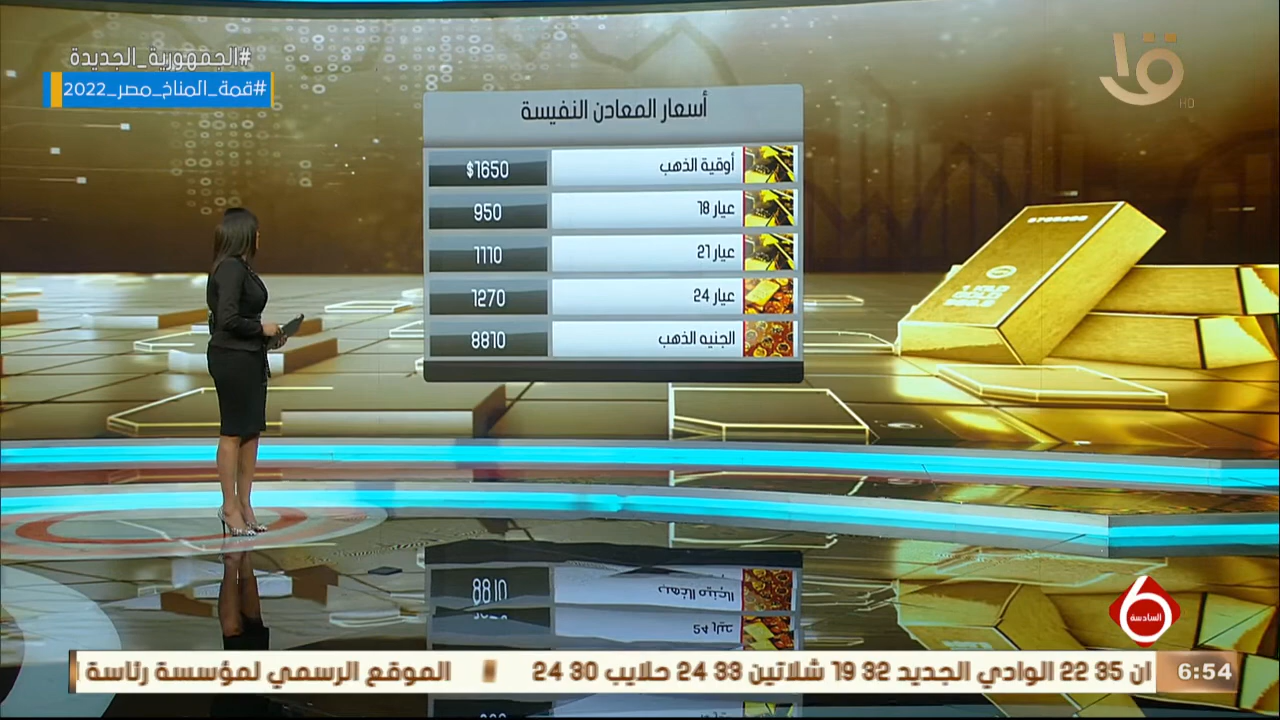 #الجمهورية_الجديدة
#قمة_المناخ_مصر_2022
HD
أسعار المعادن النفيسة
أوقية الذهب $1650
عيار 18 950
عيار 21 1110
عيار 24 1270
الجنيه الذهب 8810
6 السادسة
ان 35 22 الوادي الجديد 32 19 شلاتين 33 24 حلايب 30 24 الموقع الرسمي لمؤسسة رئاسة
6:54